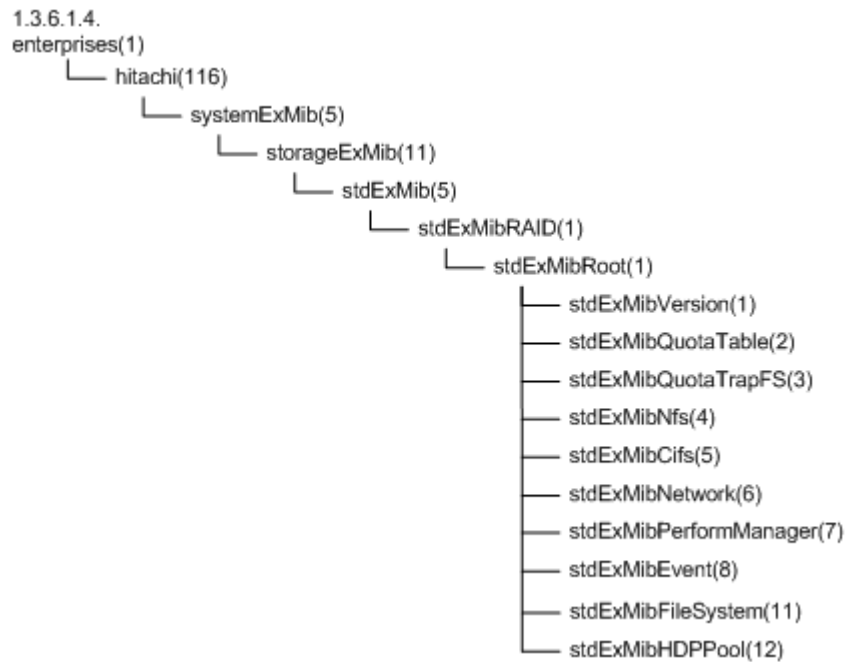 1.3.6.1.4.
enterprises(1)
hitachi(116)
systemExMib(5)
storageExMib(11)
stdExMib(5)
stdExMibRAID(1)
stdExMibRoot(1)
stdExMibVersion(1)
stdExMibQuotaTable(2)
stdExMibQuotaTrapFS(3)
stdExMibNfs(4)
stdExMibCifs(5)
stdExMibNetwork(6)
stdExMibPerformManager(7)
stdExMibEvent(8)
stdExMibFileSystem(11)
stdExMibHDPPool(12)